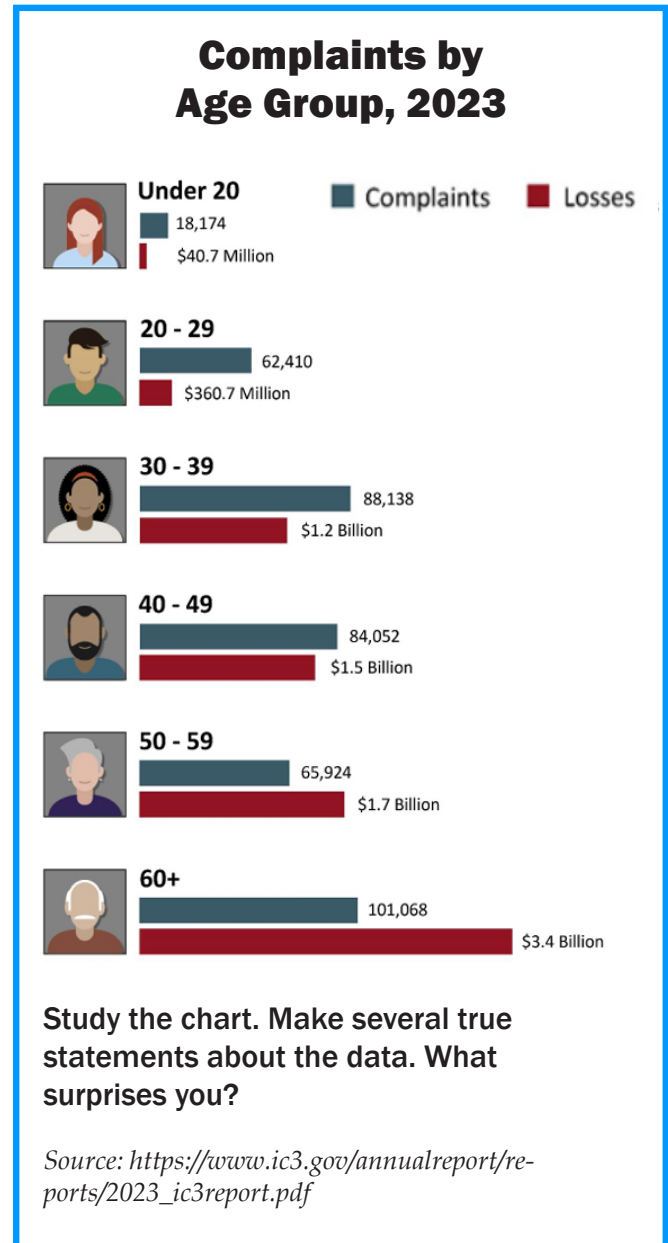 Complaints by
Age Group, 2023
Under 20
Complaints
Losses
18,174
$40.7 Million
20 - 29
62,410
$360.7 Million
30 - 39
88,138
$1.2 Billion
40 - 49
84,052
$1.5 Billion
50 - 59
65,924
$1.7 Billion
60+
101,068
$3.4 Billion
Study the chart. Make several true
statements about the data. What
surprises you?
Source: https://www.ic3.gov/annualreport/re-
ports/2023_ic3report.pdf